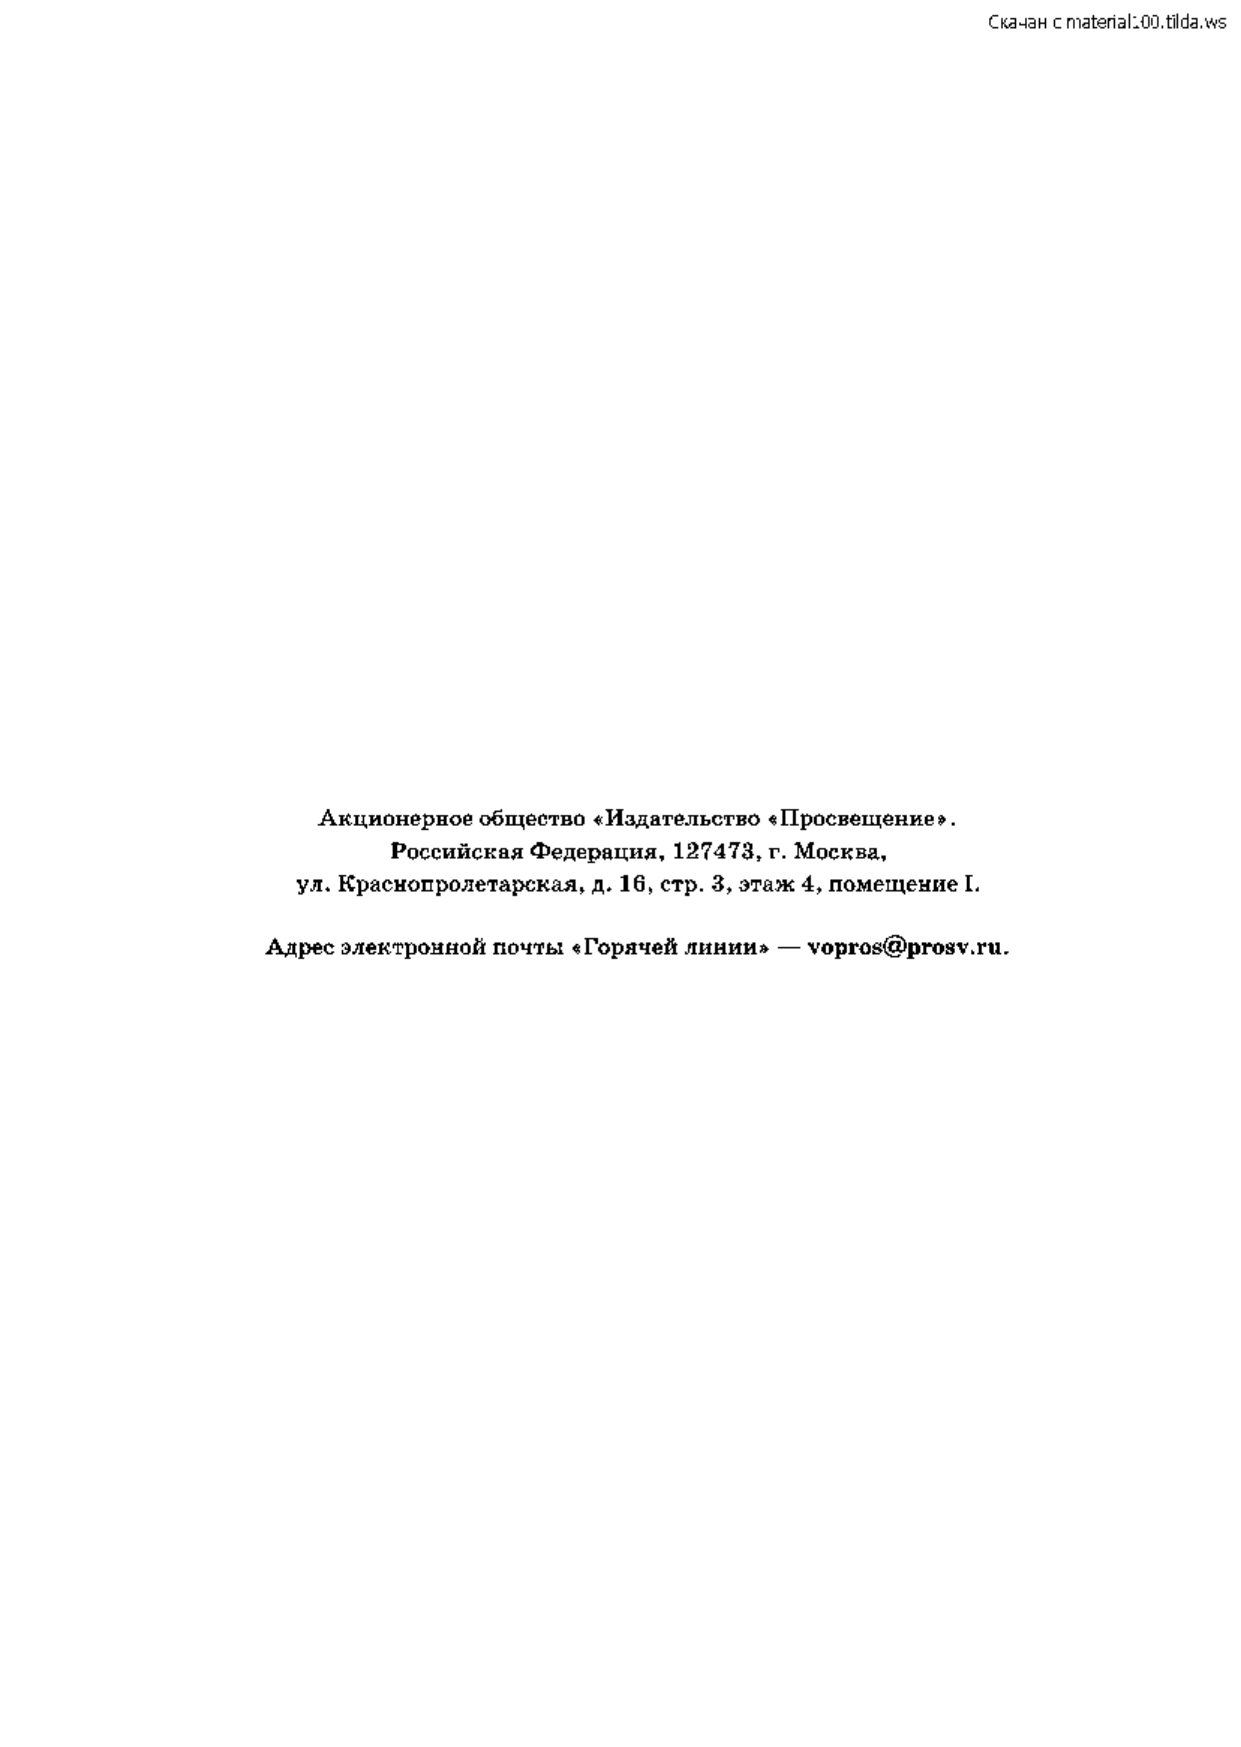 Скачан с material100.tilda.ws
Акционерное общество «Издательство «Просвещение».
Российская Федерация, 127473, г. Москва,
ул. Краснопролетарская, д. 16, стр. 3, этаж 4, помещение I.
Адрес электронной почты «Горячей линии» — vopros@prosv.ru.